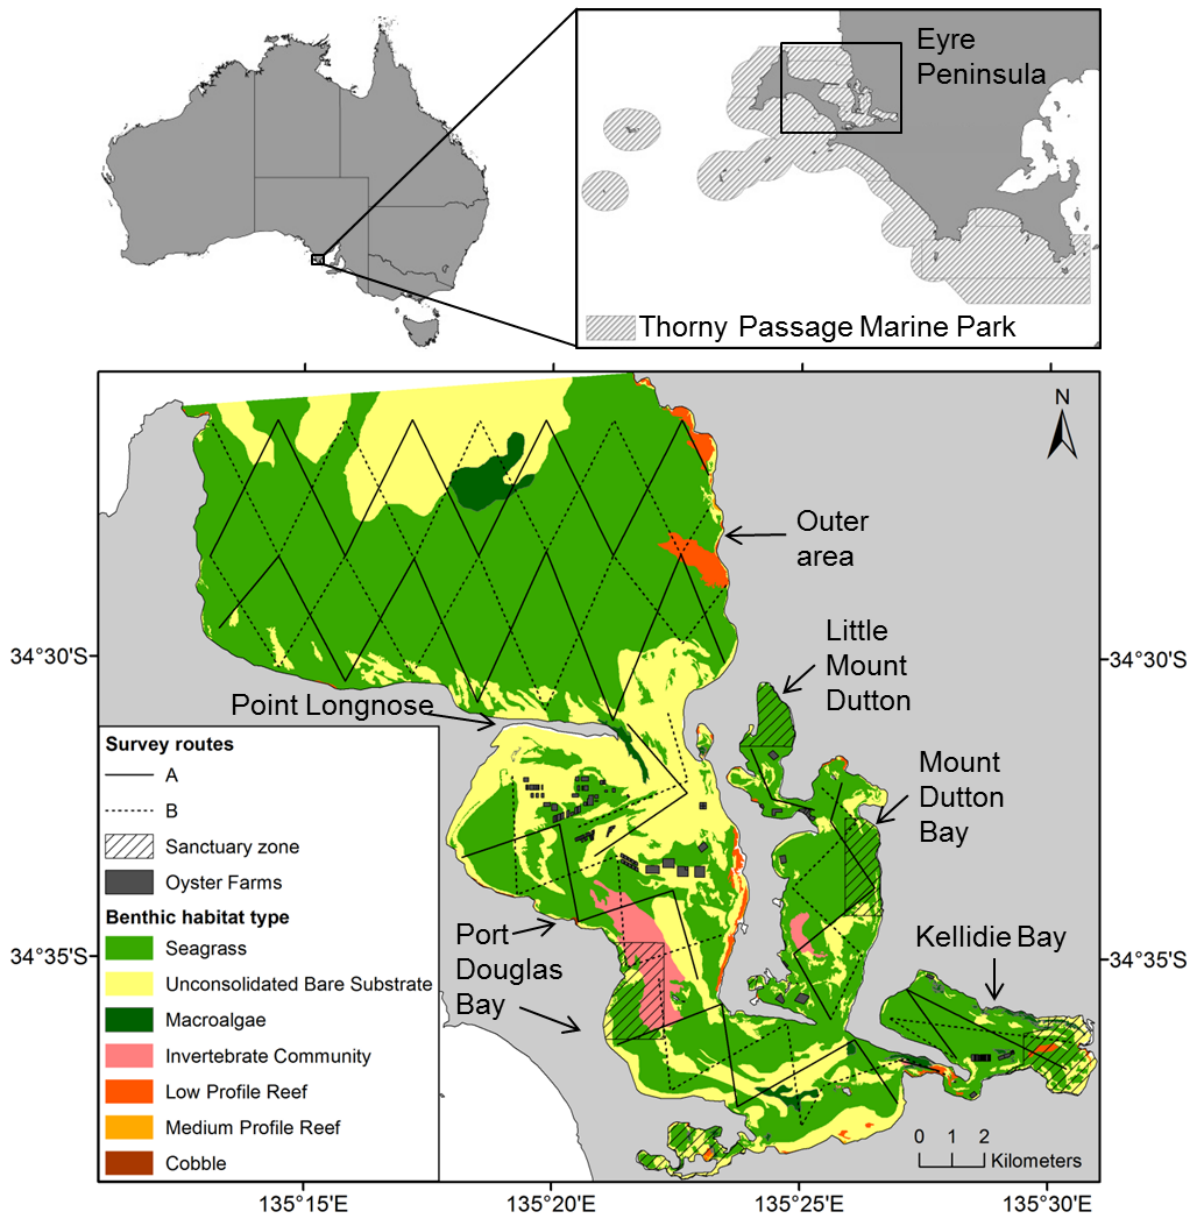 Eyre
Peninsula
Thorny Passage Marine Park
N
Outer
area
34°30'S
34°30'S
Little
Mount
Dutton
Point Longnose
Survey routes
A
B
Sanctuary zone
Oyster Farms
Benthic habitat type
Seagrass
Unconsolidated Bare Substrate
Macroalgae
Invertebrate Community
Low Profile Reef
Medium Profile Reef
Cobble
Mount
Dutton
Bay
Port
Douglas
Bay
Kellidie Bay
34°35'S
34°35'S
0 1 2
Kilometers
135°15'E
135°20'E
135°25'E
135°30'E